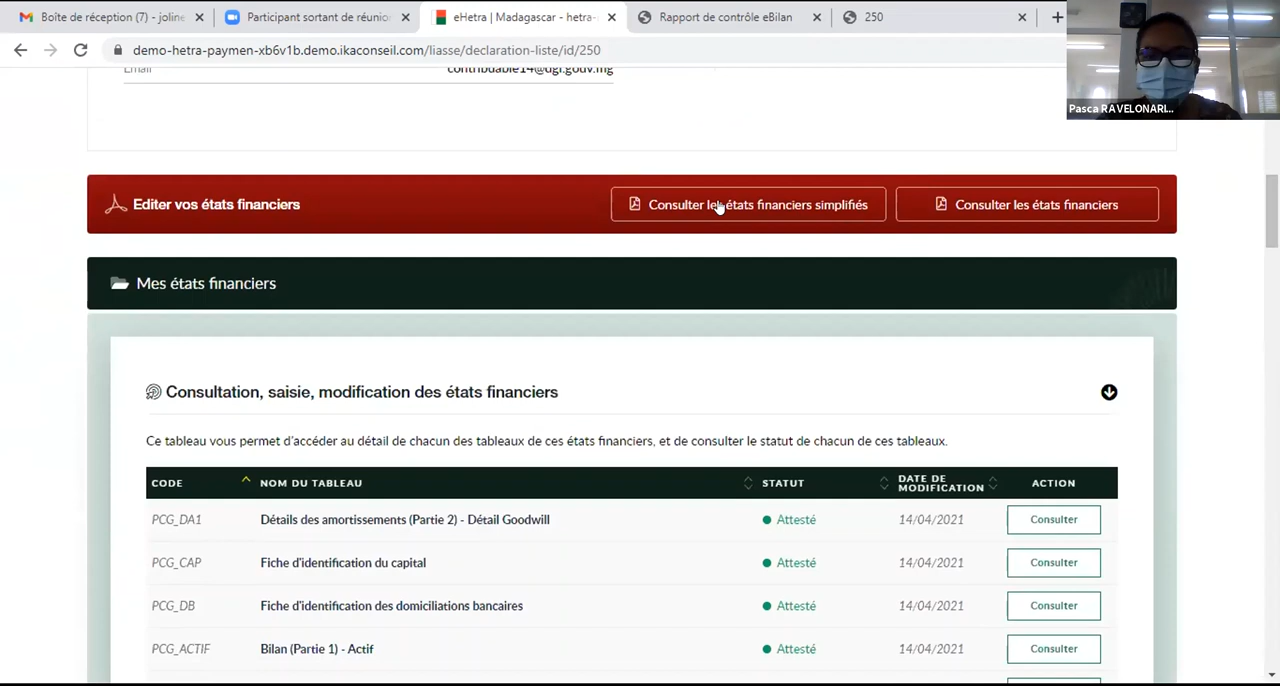 Boîte de réception (7) - joline
Participant sortant de réunio
eHetra | Madagascar - hetra-
Rapport de contrôle eBilan
250
demo-hetra-paymen-xb6v1b.demo.ikaconseil.com/liasse/declaration-liste/id/250
Pasca RAVELONARI...
Email contribuable14@dgi.gouv.mg
Editer vos états financiers
Consulter les états financiers simplifiés
Consulter les états financiers
Mes états financiers
Consultation, saisie, modification des états financiers
Ce tableau vous permet d'accéder au détail de chacun des tableaux de ces états financiers, et de consulter le statut de chacun de ces tableaux.
CODE NOM DU TABLEAU STATUT DATE DE MODIFICATION ACTION
PCG_DA1 Détails des amortissements (Partie 2) - Détail Goodwill Attesté 14/04/2021 Consulter
PCG_CAP Fiche d'identification du capital Attesté 14/04/2021 Consulter
PCG_DB Fiche d'identification des domiciliations bancaires Attesté 14/04/2021 Consulter
PCG_ACTIF Bilan (Partie 1) - Actif Attesté 14/04/2021 Consulter